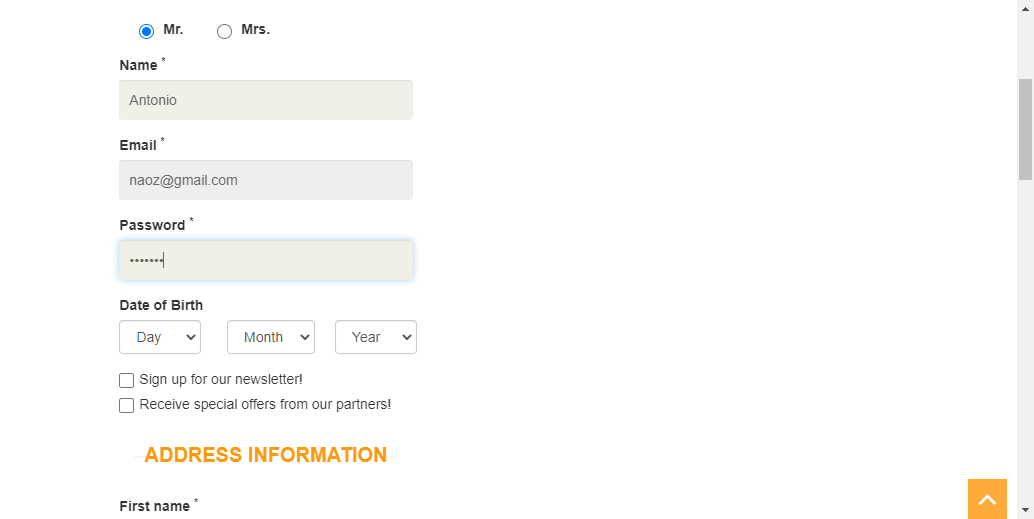 Mr. Mrs.
Name *
Antonio
Email *
naoz@gmail.com
Password *
•••••••
Date of Birth
Day Month Year
Sign up for our newsletter!
Receive special offers from our partners!
ADDRESS INFORMATION
First name *